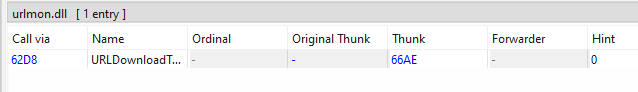 urlmon.dll [ 1 entry ]
Call via Name Ordinal Original Thunk Thunk Forwarder Hint
62D8 URLDownloadT... - - 66AE - 0